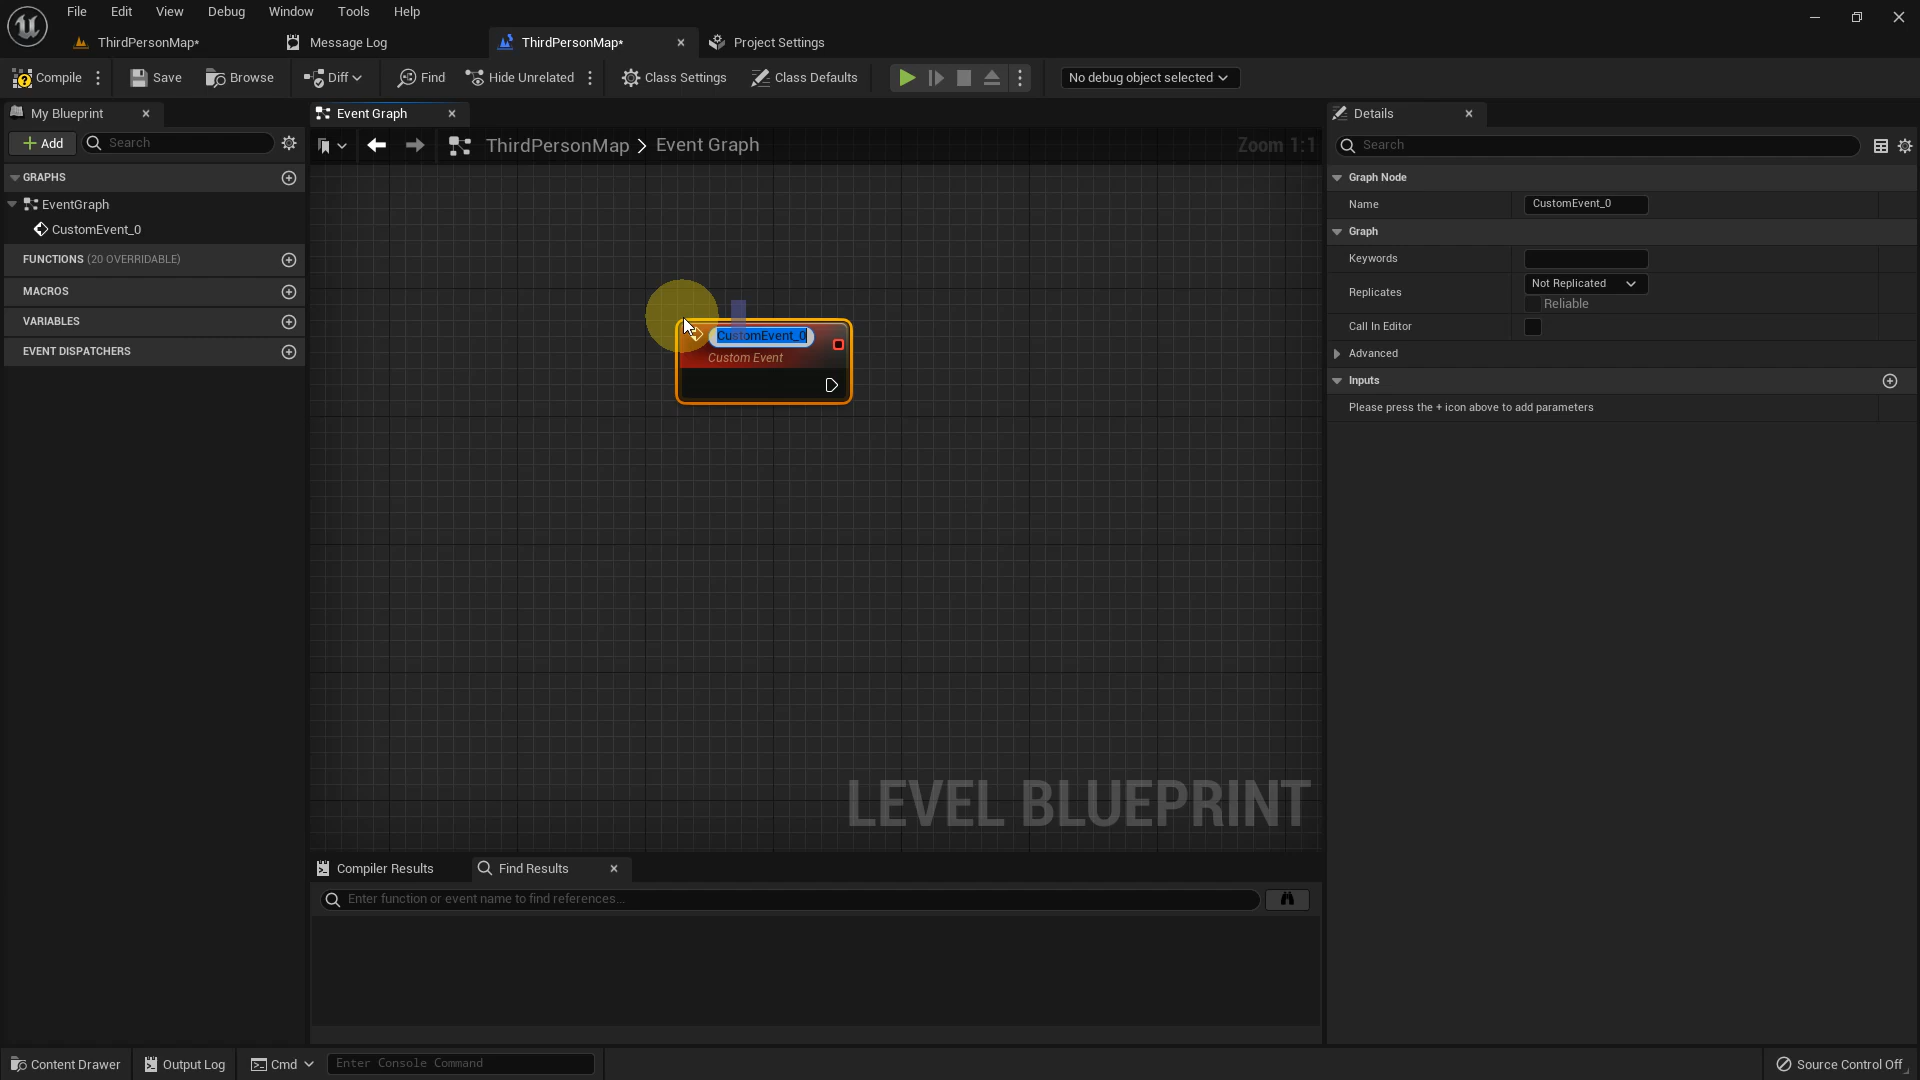 File Edit View Debug Window Tools Help
ThirdPersonMap* Message Log ThirdPersonMap* Project Settings
Compile Save Browse Diff Find Hide Unrelated Class Settings Class Defaults No debug object selected
My Blueprint Event Graph Details
Add Search ThirdPersonMap > Event Graph Zoom 1:1 Search
GRAPHS
EventGraph
CustomEvent_0
FUNCTIONS (20 OVERRIDABLE)
MACROS
VARIABLES
EVENT DISPATCHERS
CustomEvent_0
Custom Event
LEVEL BLUEPRINT
Graph Node
Name CustomEvent_0
Graph
Keywords
Replicates Not Replicated
Reliable
Call In Editor
Advanced
Inputs
Please press the + icon above to add parameters
Compiler Results Find Results
Enter function or event name to find references...
Content Drawer Output Log Cmd Enter Console Command Source Control Off